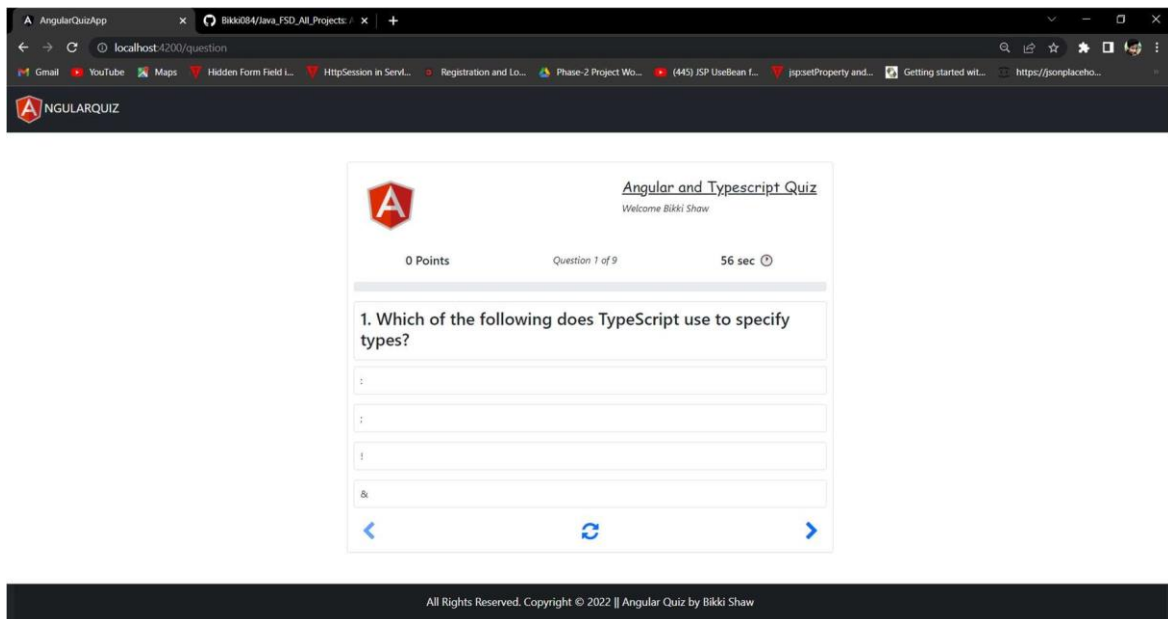 AngularQuizApp
Bikki084/Java_FSD_All_Projects: A
localhost:4200/question
Gmail
YouTube
Maps
Hidden Form Field i...
HttpSession in Servl...
Registration and Lo...
Phase-2 Project Wo...
(445) JSP UseBean f...
jsp:setProperty and...
Getting started wit...
https://jsonplaceho...
A NGULARQUIZ
A
Angular and Typescript Quiz
Welcome Bikki Shaw
0 Points
Question 1 of 9
56 sec
1. Which of the following does TypeScript use to specify
types?
:
;
!
&
All Rights Reserved. Copyright © 2022 || Angular Quiz by Bikki Shaw